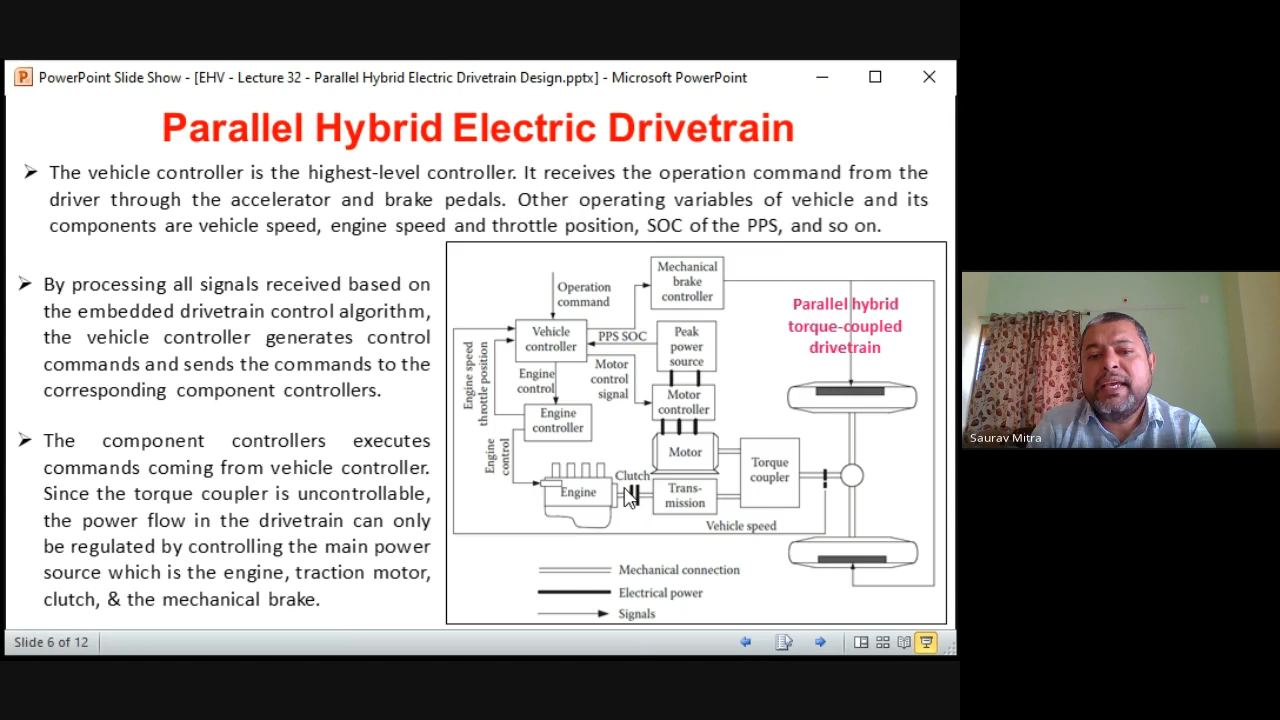 PowerPoint Slide Show - [EHV - Lecture 32 - Parallel Hybrid Electric Drivetrain Design.pptx] - Microsoft PowerPoint
Parallel Hybrid Electric Drivetrain
The vehicle controller is the highest-level controller. It receives the operation command from the
driver through the accelerator and brake pedals. Other operating variables of vehicle and its
components are vehicle speed, engine speed and throttle position, SOC of the PPS, and so on.
By processing all signals received based on
the embedded drivetrain control algorithm,
the vehicle controller generates control
commands and sends the commands to the
corresponding component controllers.
The component controllers executes
commands coming from vehicle controller.
Since the torque coupler is uncontrollable,
the power flow in the drivetrain can only
be regulated by controlling the main power
source which is the engine, traction motor,
clutch, & the mechanical brake.
Operation
command
Mechanical
brake
controller
Parallel hybrid
torque-coupled
drivetrain
Vehicle
controller
PPS SOC
Peak
power
source
Engine speed
throttle position
Engine
control
Motor
control
signal
Motor
controller
Engine
controller
Engine
control
Motor
Torque
coupler
Clutch
Engine
Trans-
mission
Vehicle speed
Mechanical connection
Electrical power
Signals
Slide 6 of 12
Saurav Mitra